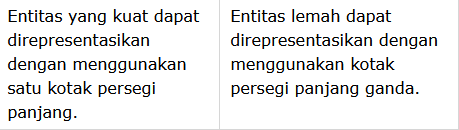 Entitas yang kuat dapat
direpresentasikan
dengan menggunakan
satu kotak persegi
panjang.
Entitas lemah dapat
direpresentasikan dengan
menggunakan kotak
persegi panjang ganda.